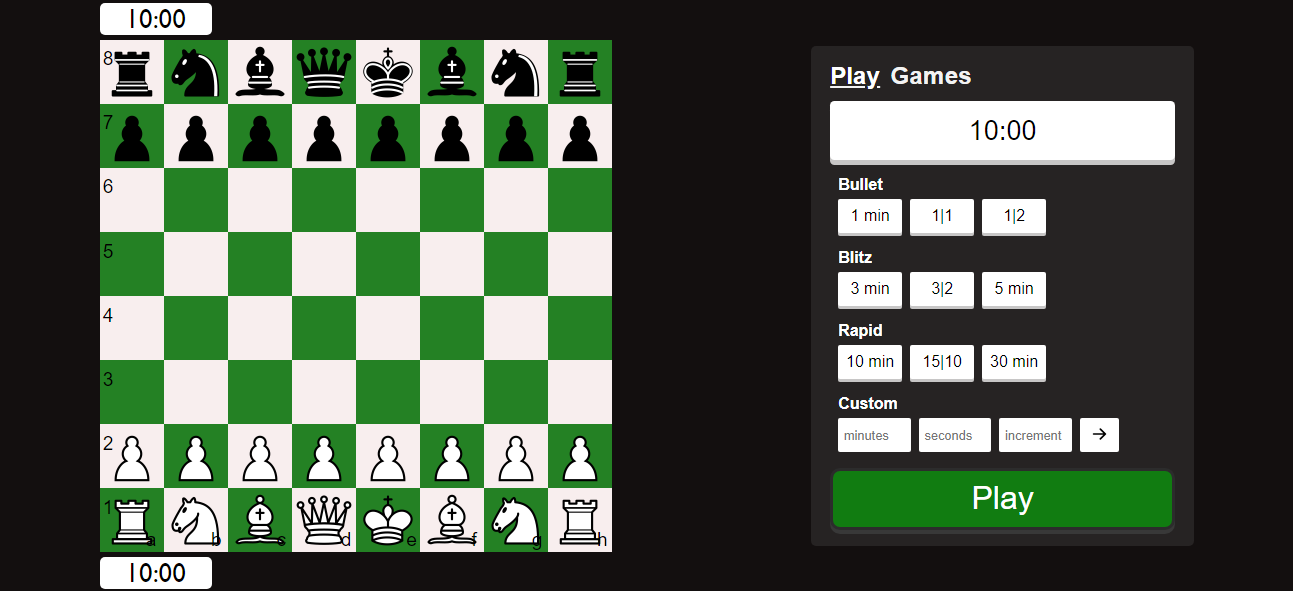 10:00
8
7
6
5
4
3
2
1
a b c d e f g h
10:00
Play Games
10:00
Bullet
1 min 1|1 1|2
Blitz
3 min 3|2 5 min
Rapid
10 min 15|10 30 min
Custom
minutes seconds increment →
Play